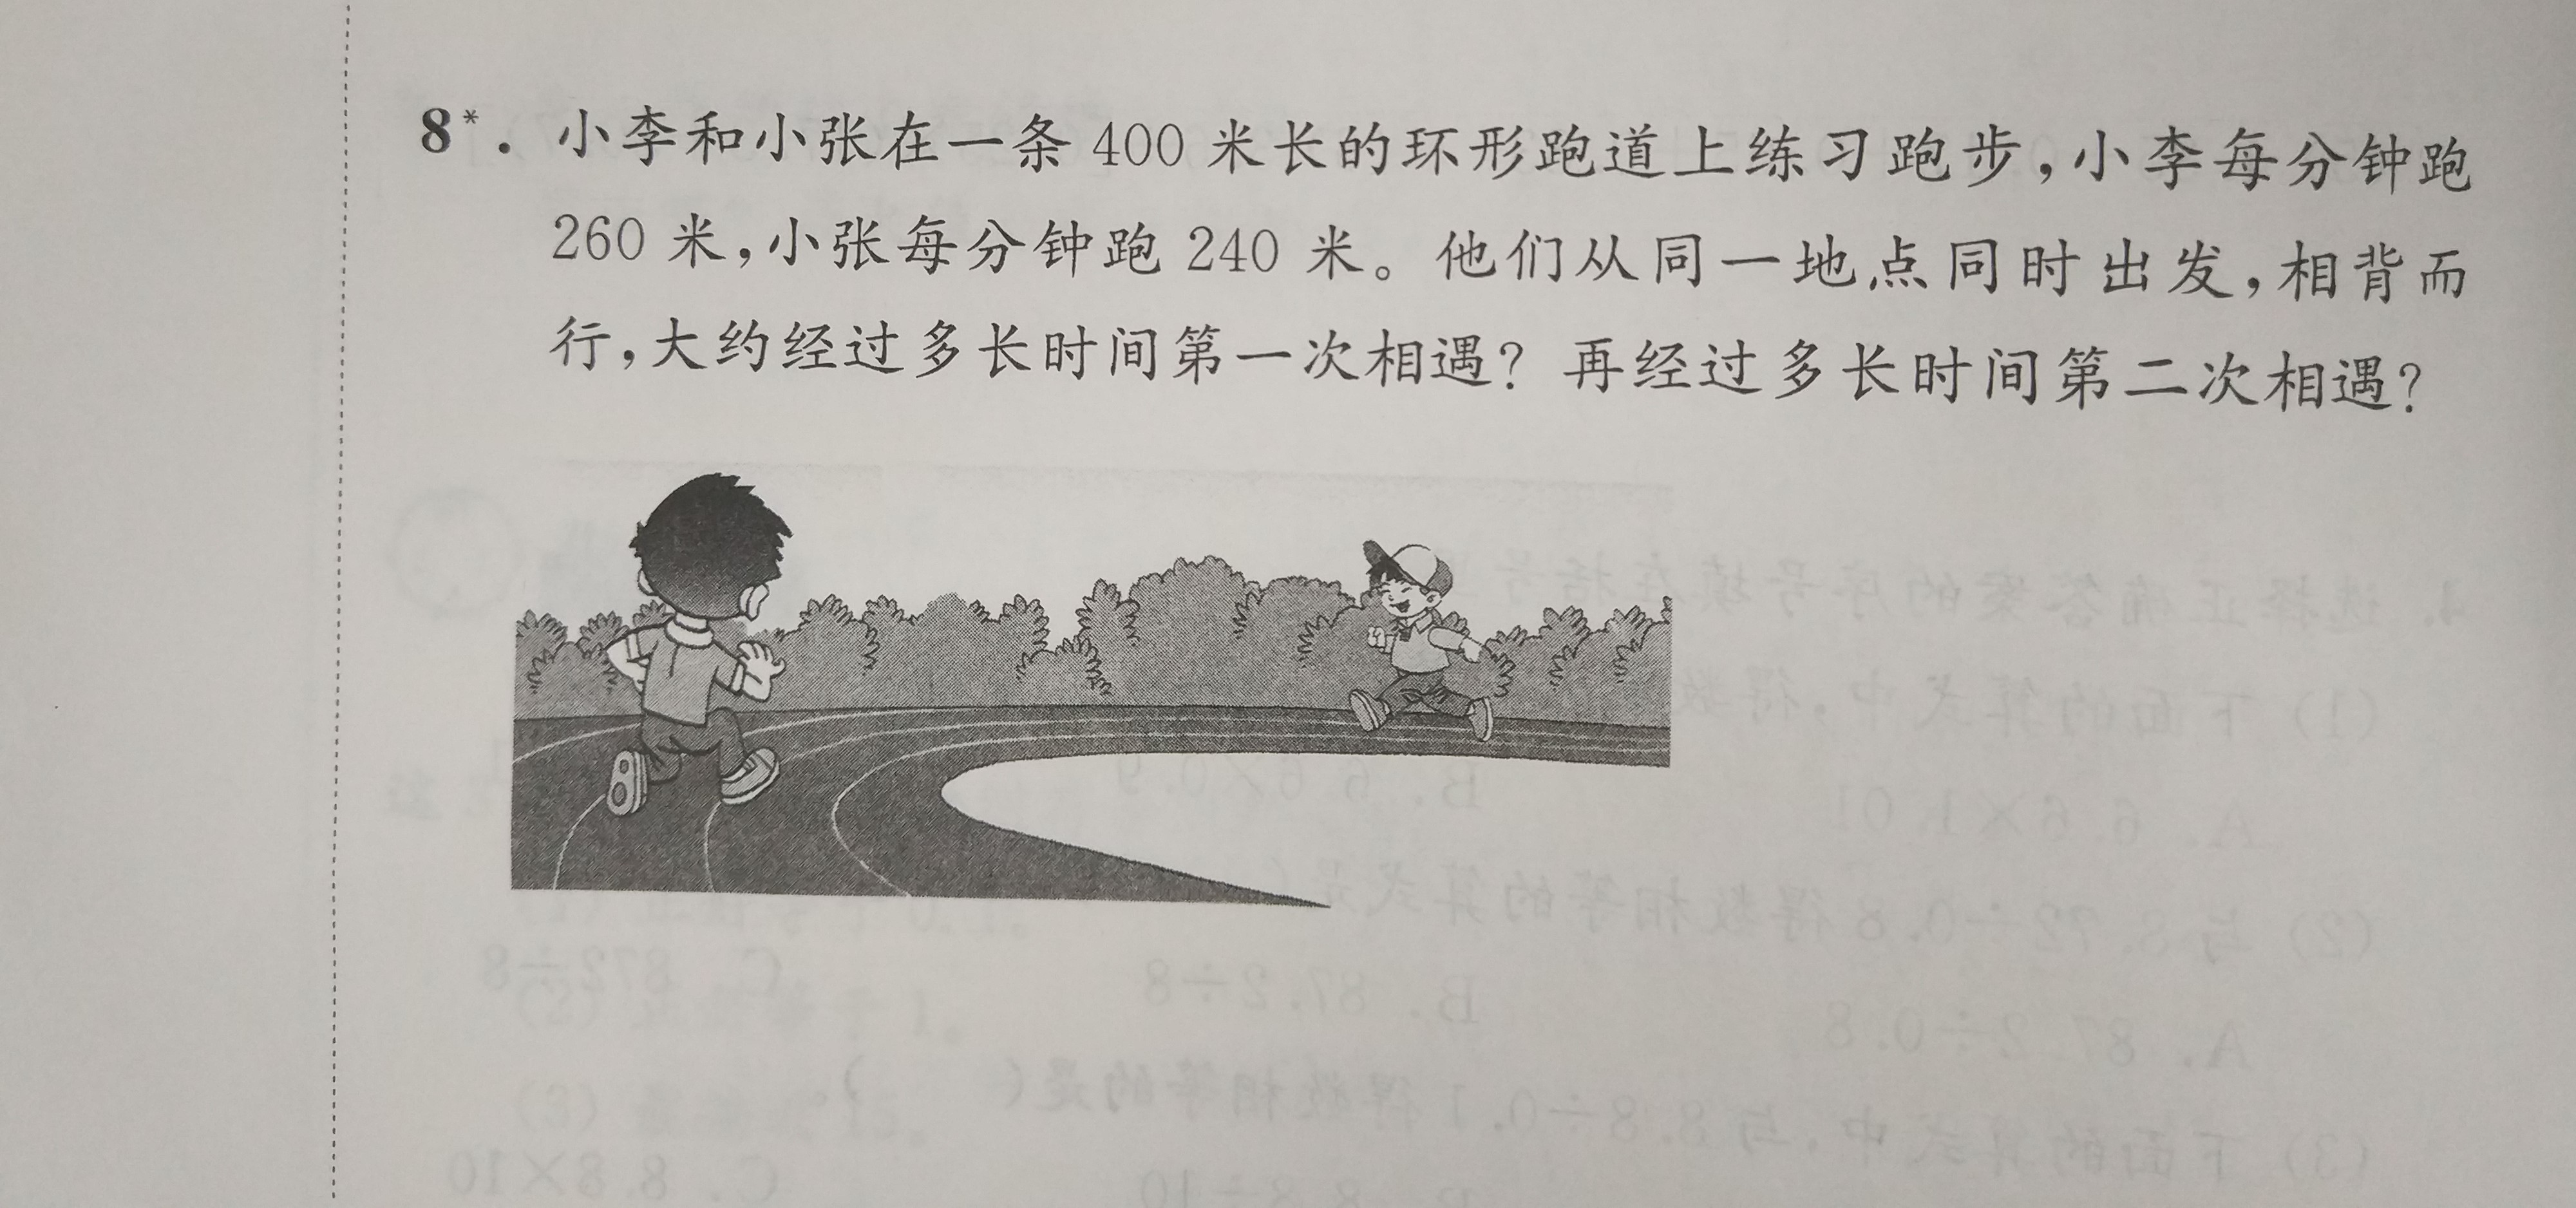 8*. 小李和小张在一条 400 米长的环形跑道上练习跑步，小李每分钟跑
260 米，小张每分钟跑 240 米。他们从同一地点同时出发，相背而
行，大约经过多长时间第一次相遇？再经过多长时间第二次相遇？